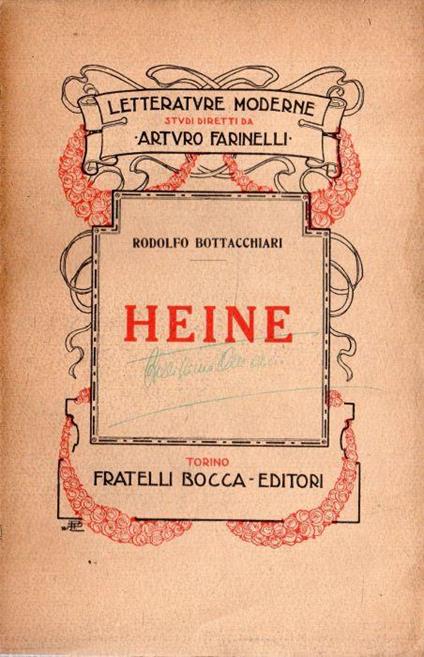 LETTERATVRE MODERNE
STVDI DIRETTI DA
·ARTVRO FARINELLI·
RODOLFO BOTTACCHIARI
HEINE
TORINO
FRATELLI BOCCA - EDITORI